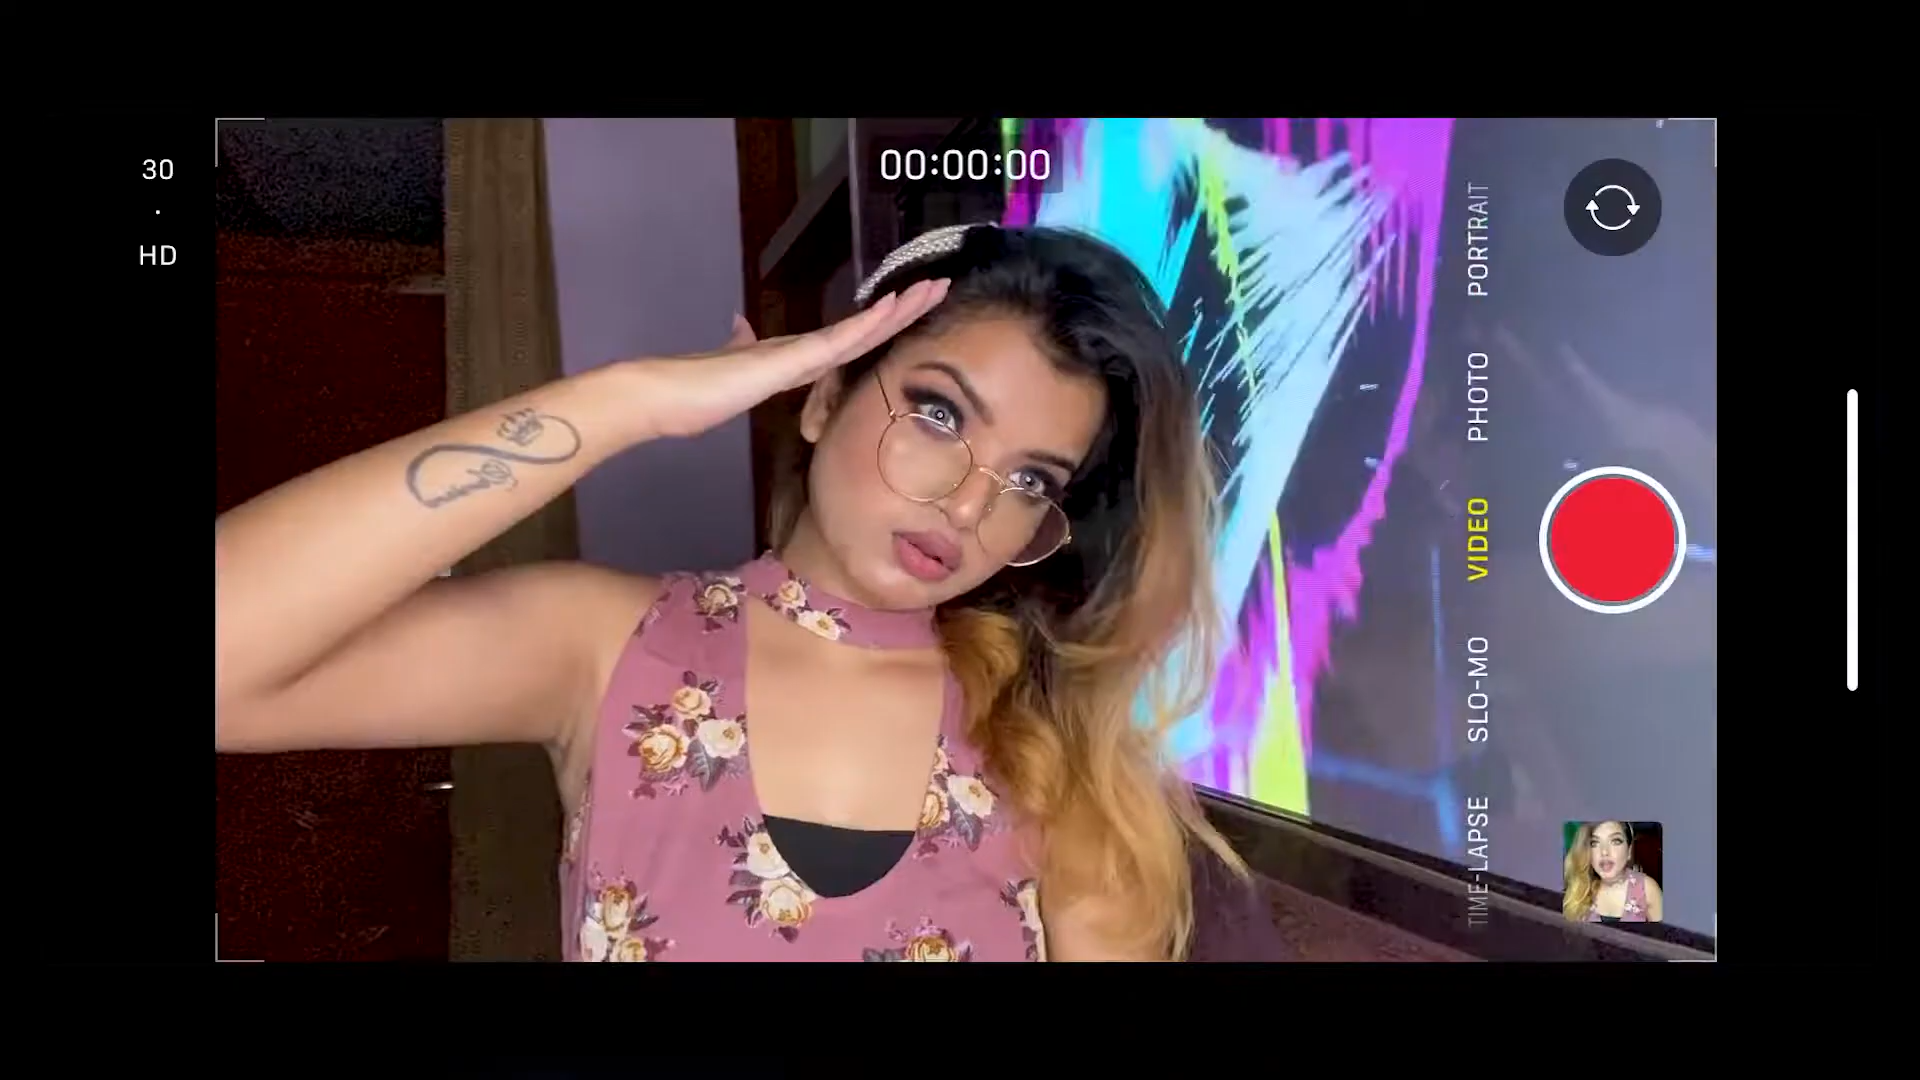 30
·
HD
00:00:00
PORTRAIT
PHOTO
VIDEO
SLO-MO
TIME-LAPSE